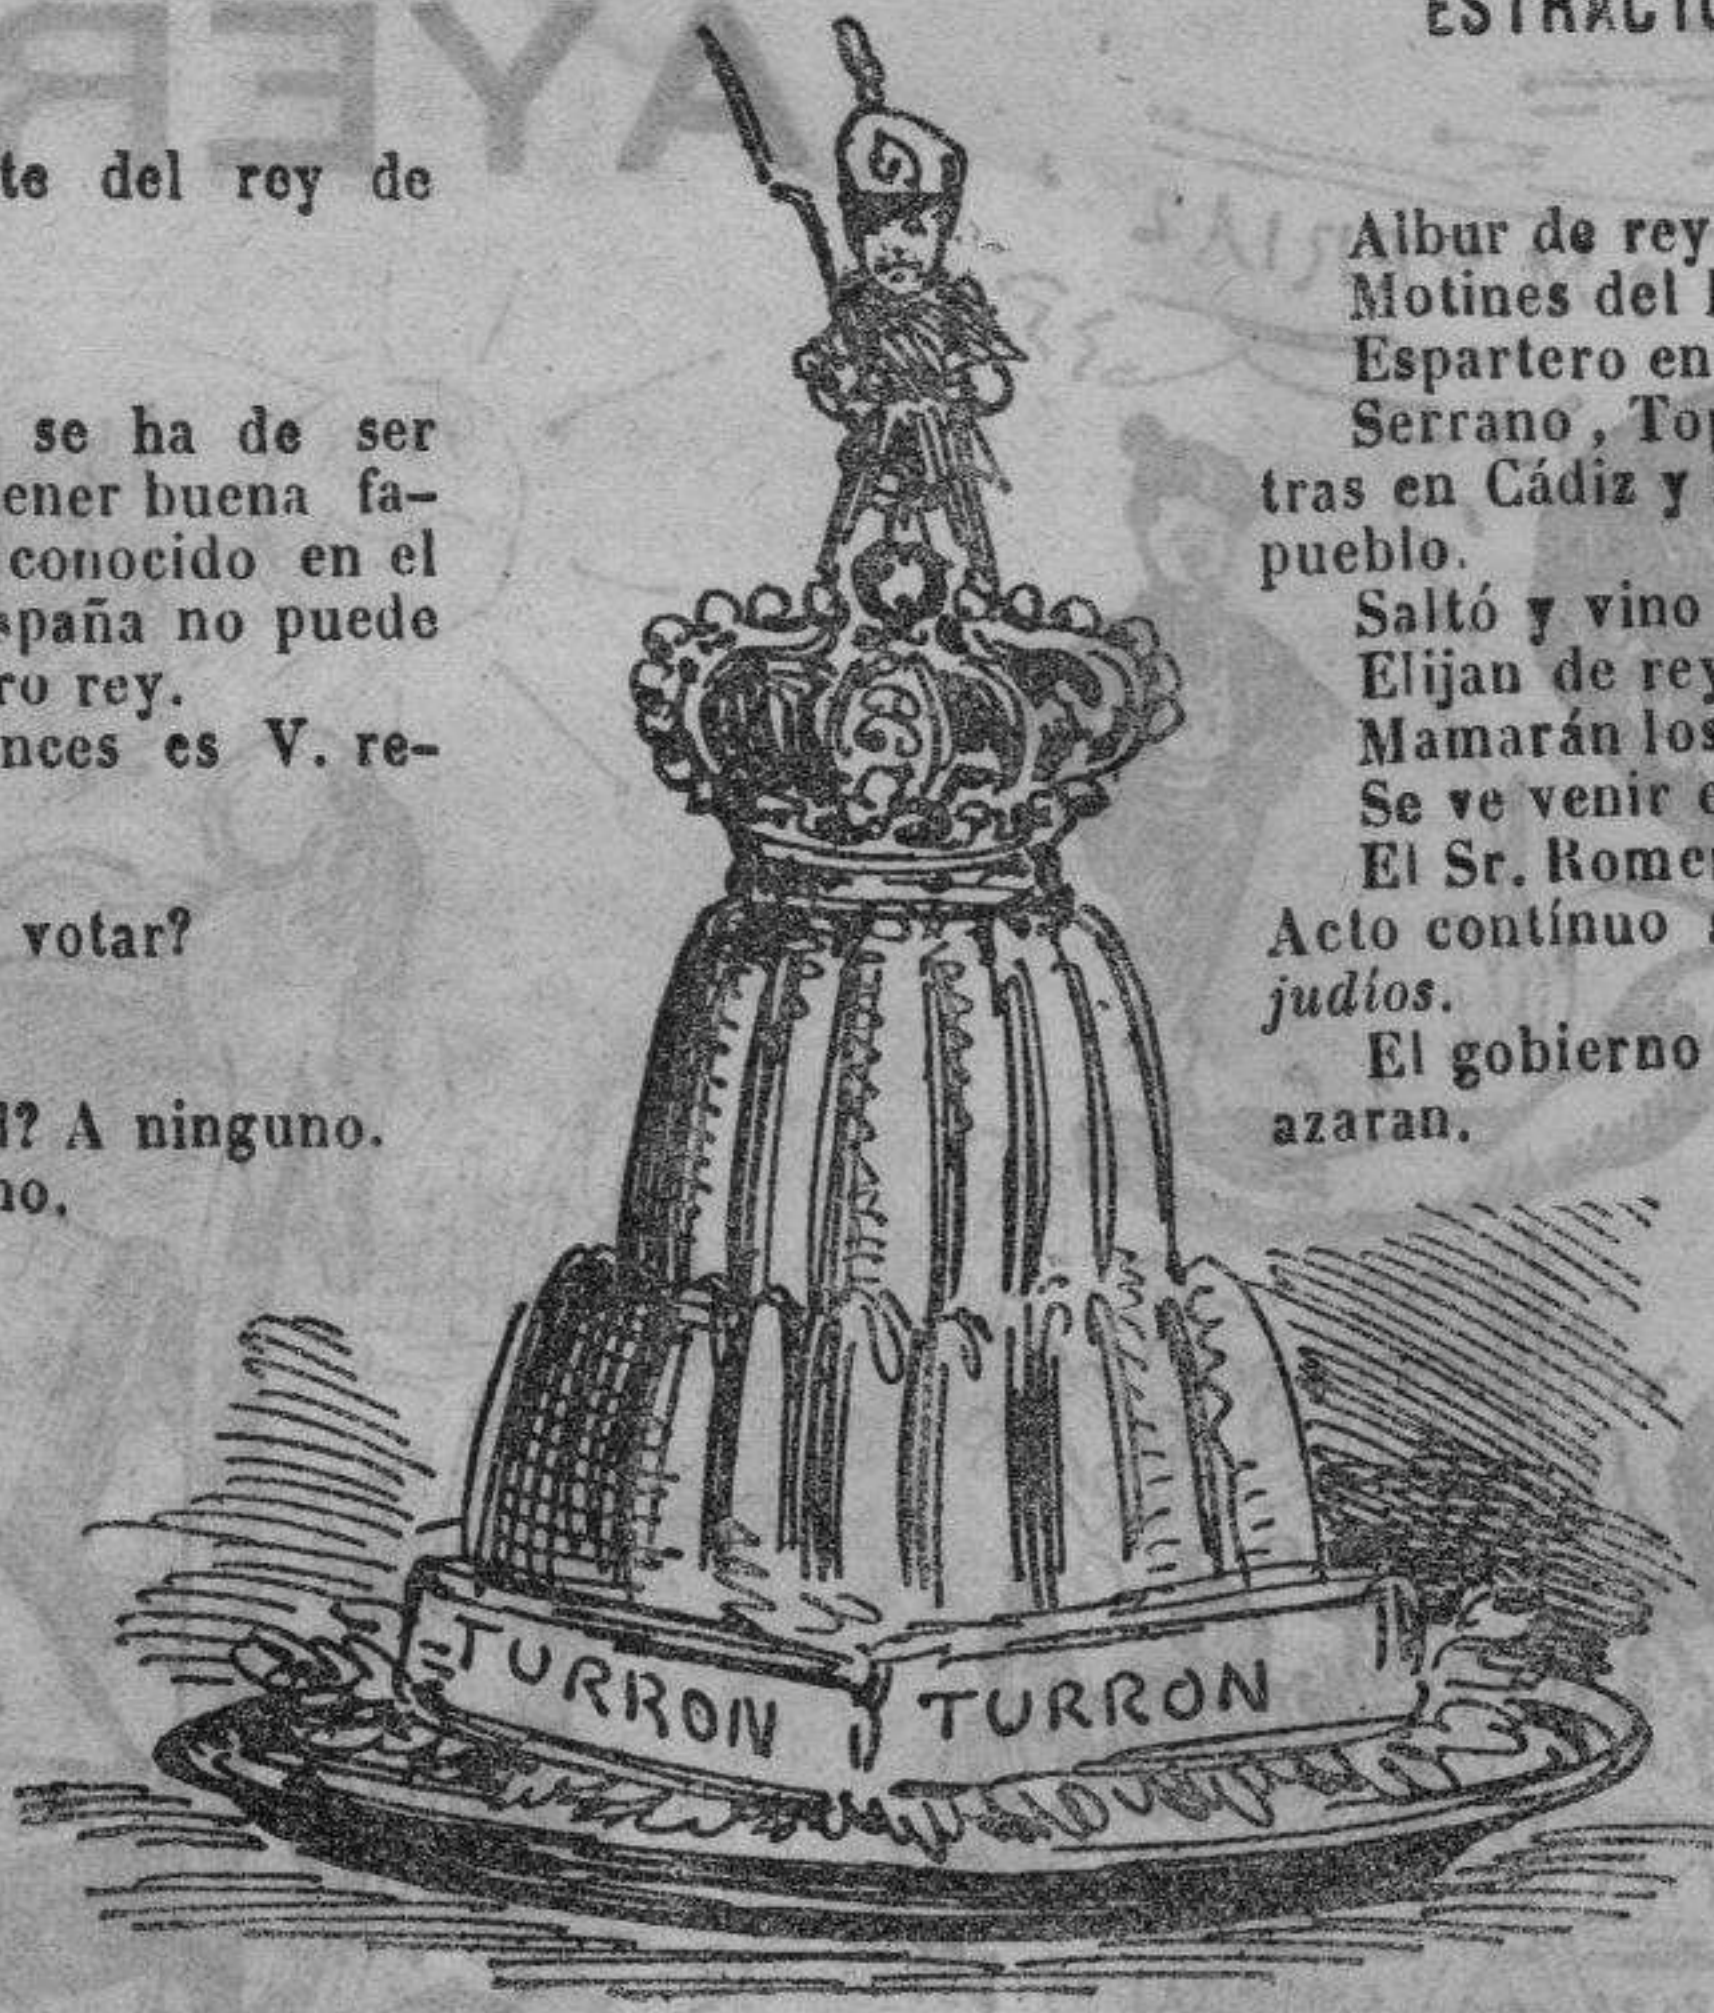 te del rey de
se ha de ser
ener buena fa-
conocido en el
spaña no puede
ro rey.
nces es V. re-
votar?
? A ninguno.
no.
TURRON TURRON
ESTRACTO
Albur de rey
Motines del
Espartero en
Serrano, Top
tras en Cádiz y
pueblo.
Saltó y vino
Elijan de rey
Mamarán los
Se ve venir
El Sr. Rome
Acto contínuo
judíos.
El gobierno
azaran.
AYER